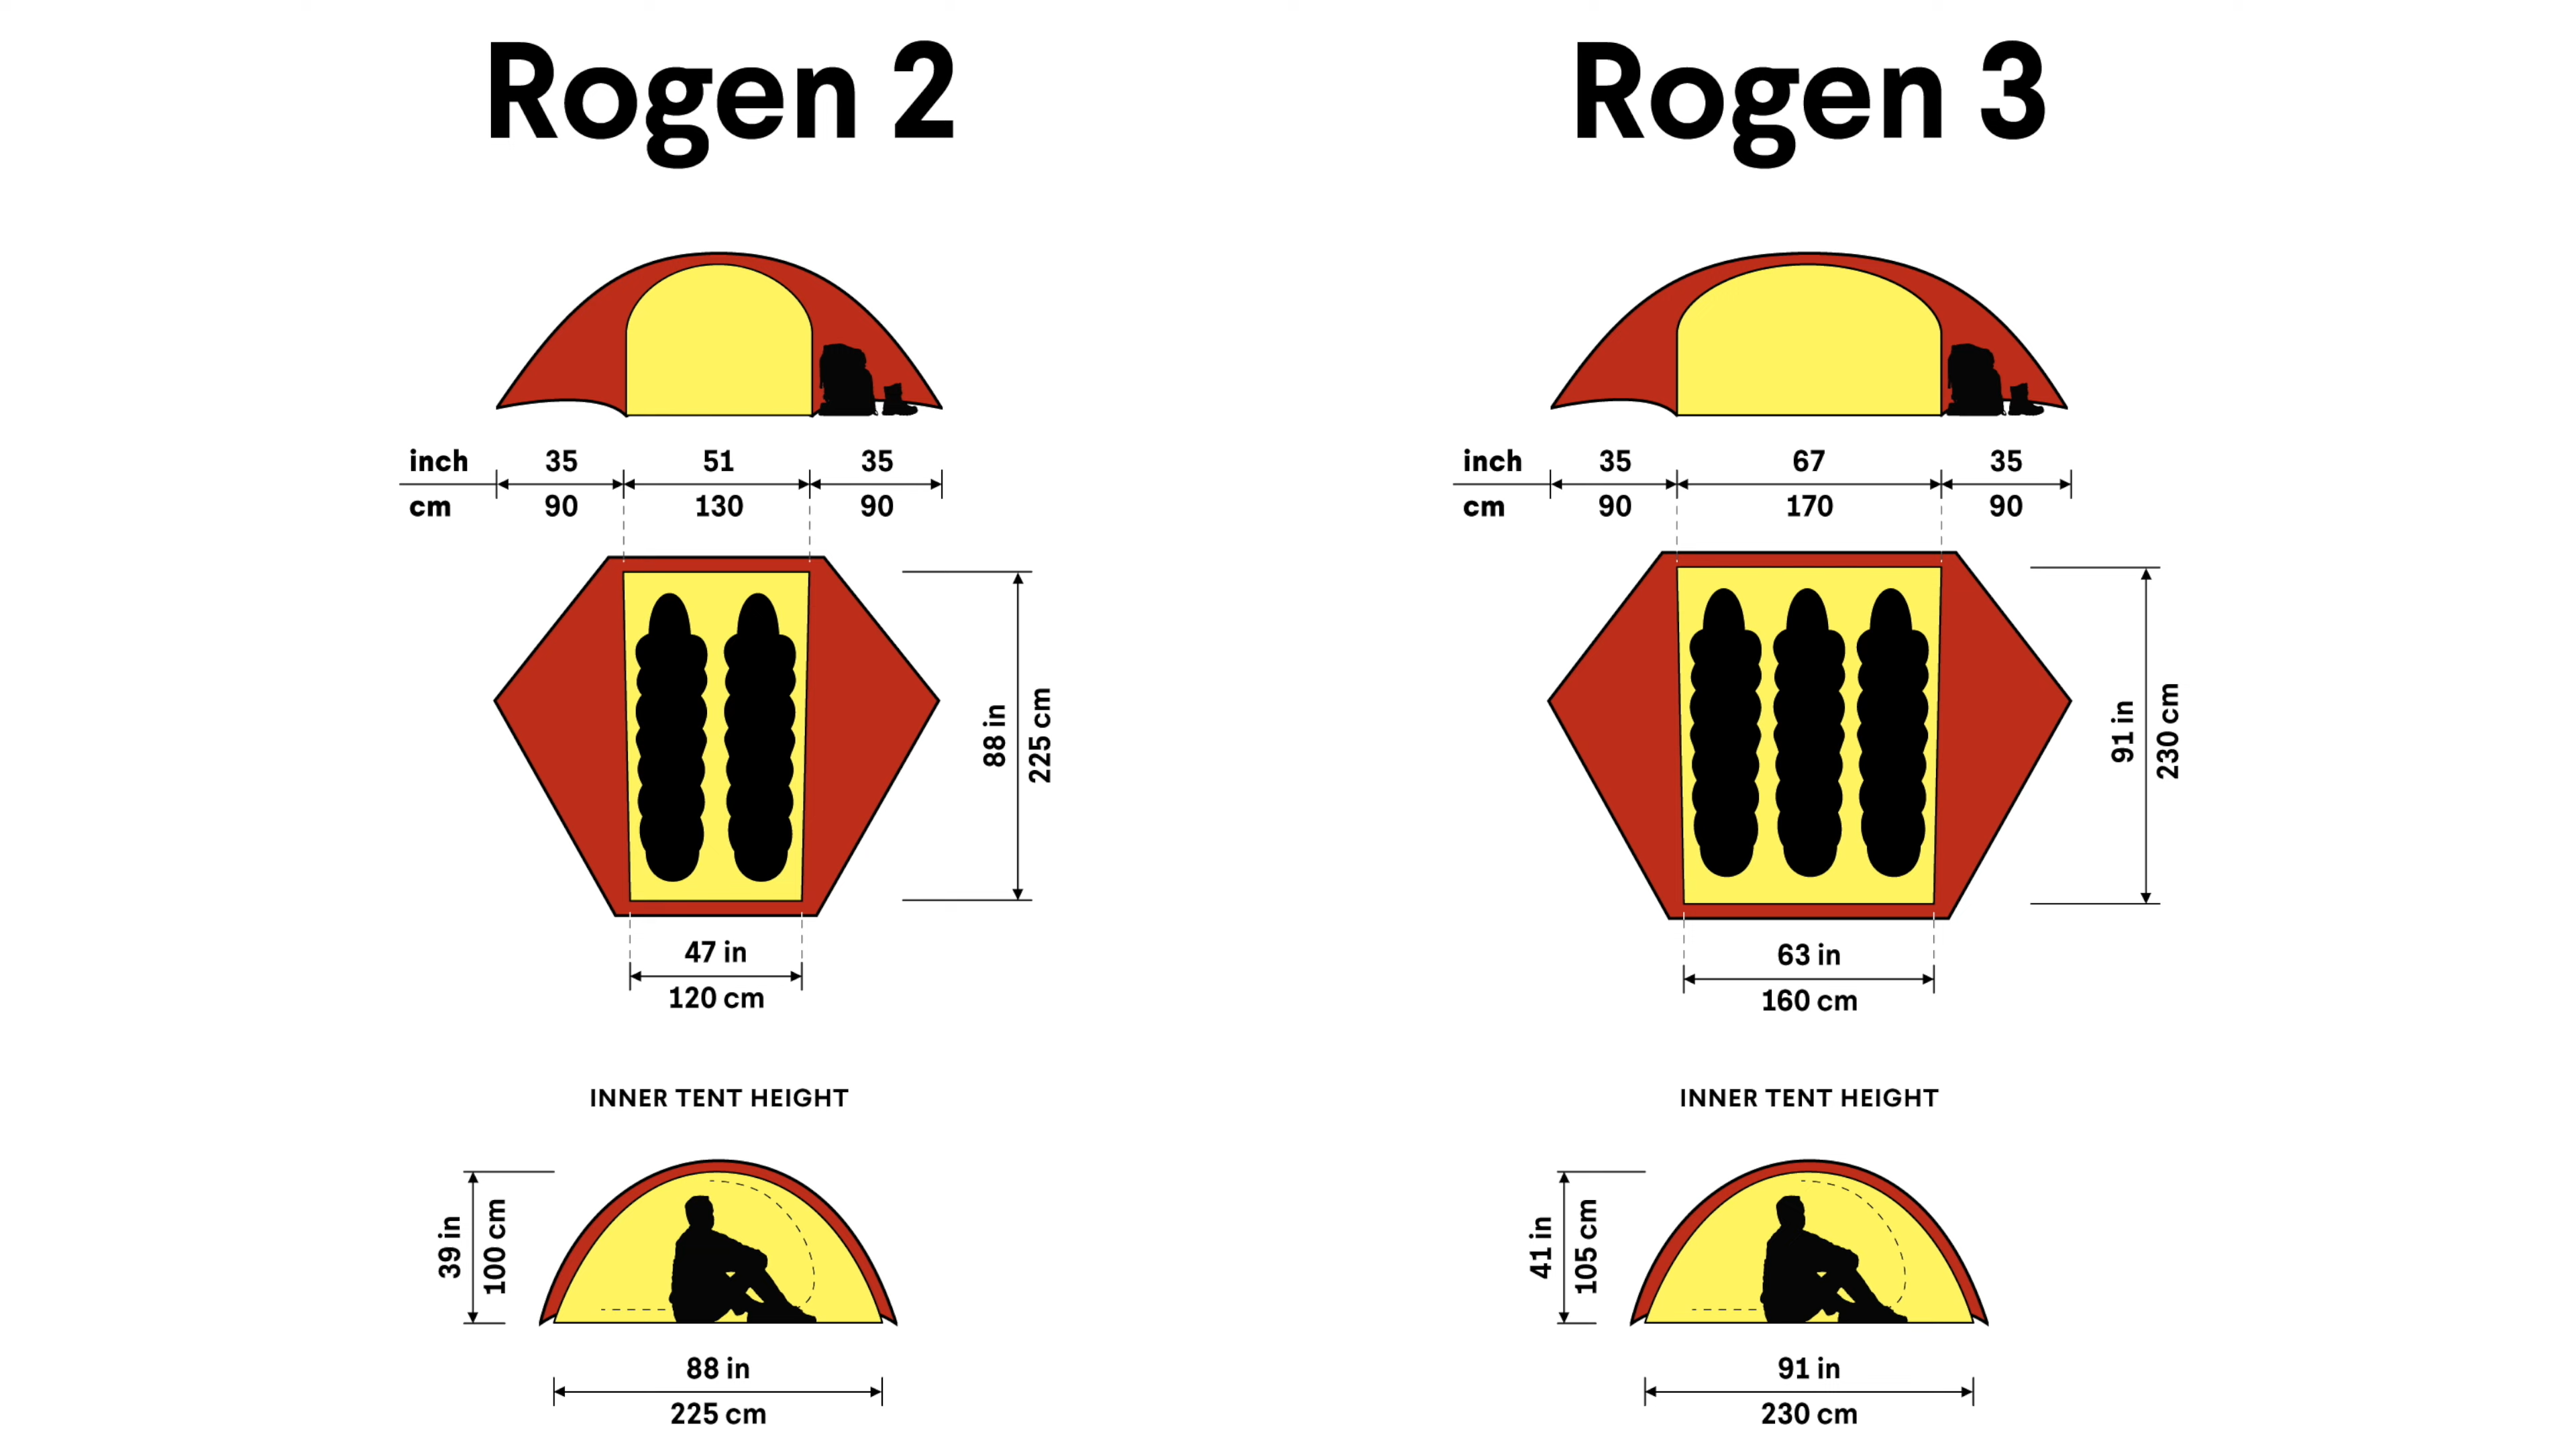 Rogen 2
inch 35 51 35
cm 90 130 90
88 in
225 cm
47 in
120 cm
INNER TENT HEIGHT
39 in
100 cm
88 in
225 cm
Rogen 3
inch 35 67 35
cm 90 170 90
91 in
230 cm
63 in
160 cm
INNER TENT HEIGHT
41 in
105 cm
91 in
230 cm